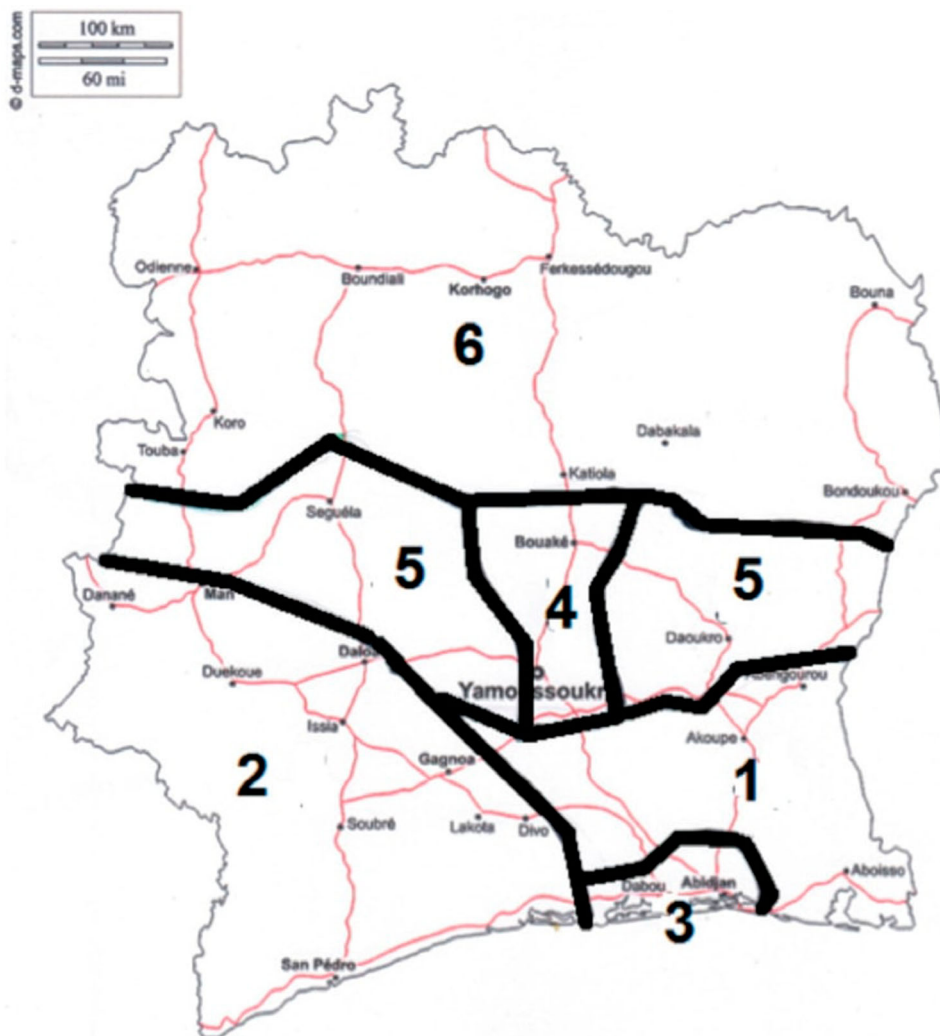 © d-maps.com
100 km
60 mi
Odienne
Boundiali
Korhogo
Ferkessédougou
Bouna
6
Koro
Touba
Dabakala
Katiola
Bondoukou
Seguéla
Bouaké
5
4
5
Danané
Man
Daokro
Daloa
Duekoue
Yamoussoukr
Abengourou
Issia
Akoupe
2
Gagnoa
1
Soubré
Lakota
Divo
Aboisso
Dabou
Abidjan
3
San Pédro